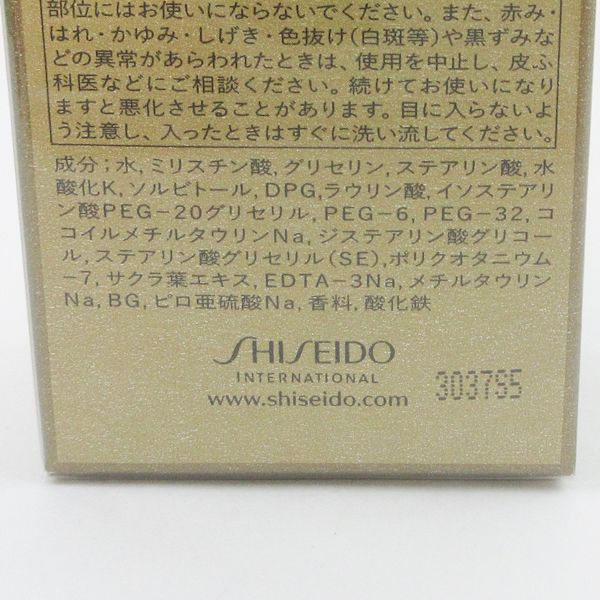 部位にはお使いにならないでください。また、赤み・
はれ・かゆみ・しげき・色抜け(白斑等)や黒ずみな
どの異常があらわれたときは、使用を中止し、皮ふ
科医などにご相談ください。続けてお使いになり
ますと悪化させることがあります。目に入らないよ
う注意し、入ったときはすぐに洗い流してください。
成分;水,ミリスチン酸,グリセリン,ステアリン酸,水
酸化K,ソルビトール,DPG,ラウリン酸,イソステアリ
ン酸PEG-20グリセリル,PEG-6,PEG-32,コ
コイルメチルタウリンNa,ジステアリン酸グリコー
ル,ステアリン酸グリセリル(SE),ポリクオタニウム
-7,サクラ葉エキス,EDTA-3Na,メチルタウリン
Na,BG,ピロ亜硫酸Na,香料,酸化鉄
SHISEIDO
INTERNATIONAL
www.shiseido.com
303765